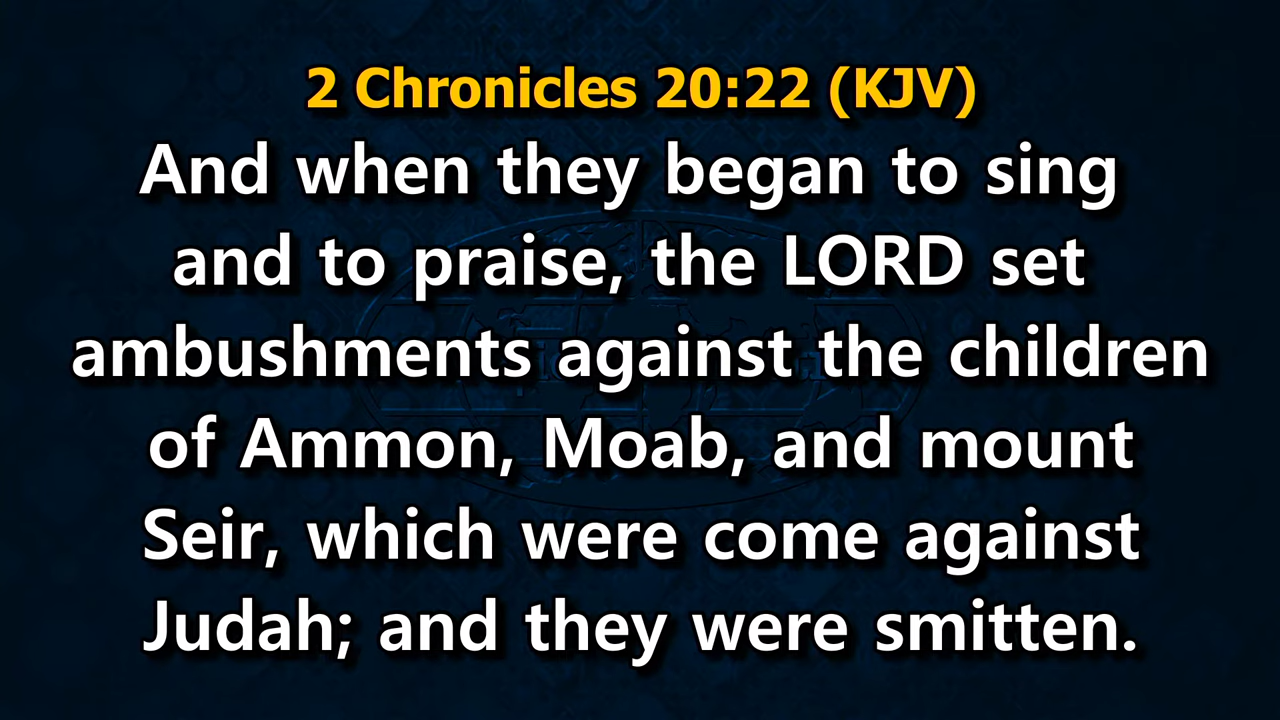 2 Chronicles 20:22 (KJV)
And when they began to sing
and to praise, the LORD set
ambushments against the children
of Ammon, Moab, and mount
Seir, which were come against
Judah; and they were smitten.